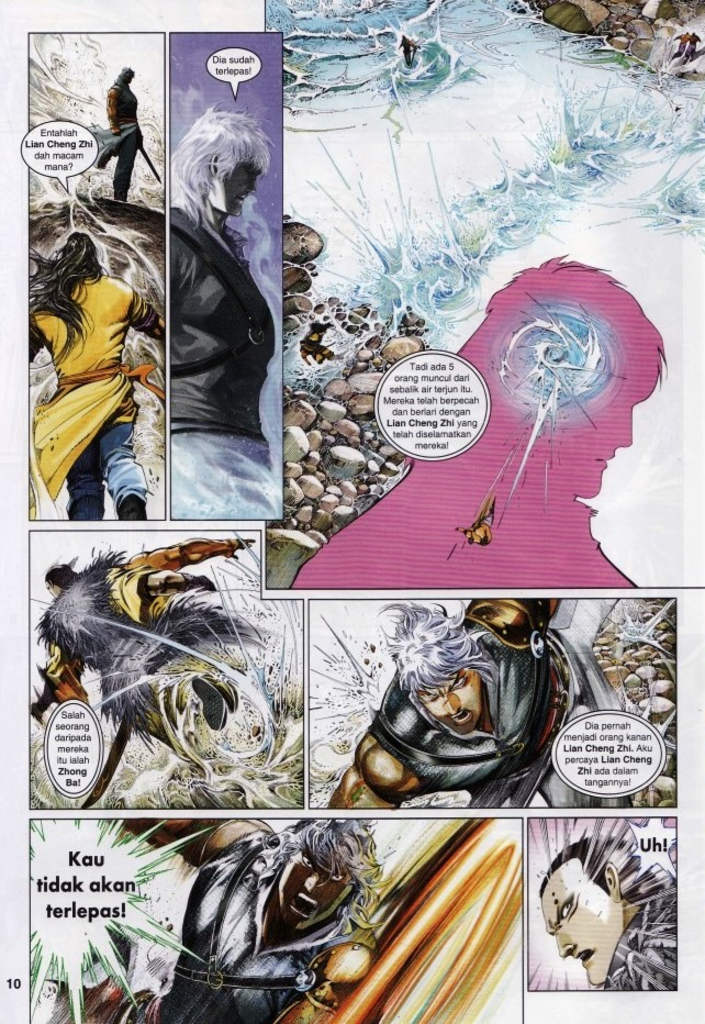 Entahlah
Lian Cheng Zhi
dah macam
mana?
Dia sudah
terlepas!
Tadi ada 5
orang muncul dari
sebalik air terjun itu.
Mereka telah berpecah
dan berlari dengan
Lian Cheng Zhi yang
telah diselamatkan
mereka!
Salah
seorang
daripada
mereka
itu ialah
Zhong
Ba!
Dia pernah
menjadi orang kanan
Lian Cheng Zhi. Aku
percaya Lian Cheng
Zhi ada dalam
tangannya!
Kau
tidak akan
terlepas!
Uh!
10